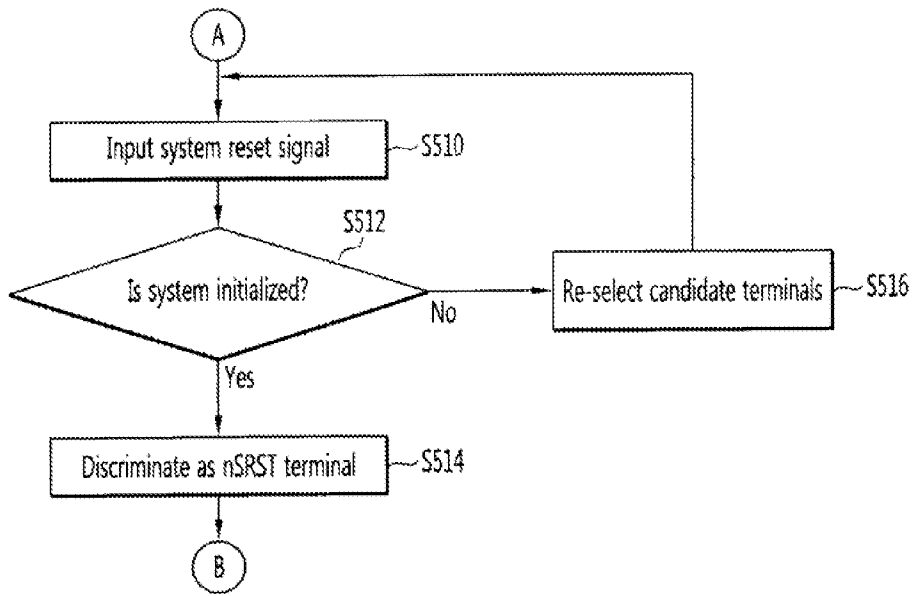 A
Input system reset signal
S510
S512
Is system initialized?
No
Re-select candidate terminals
S516
Yes
Discriminate as nSRST terminal
S514
B